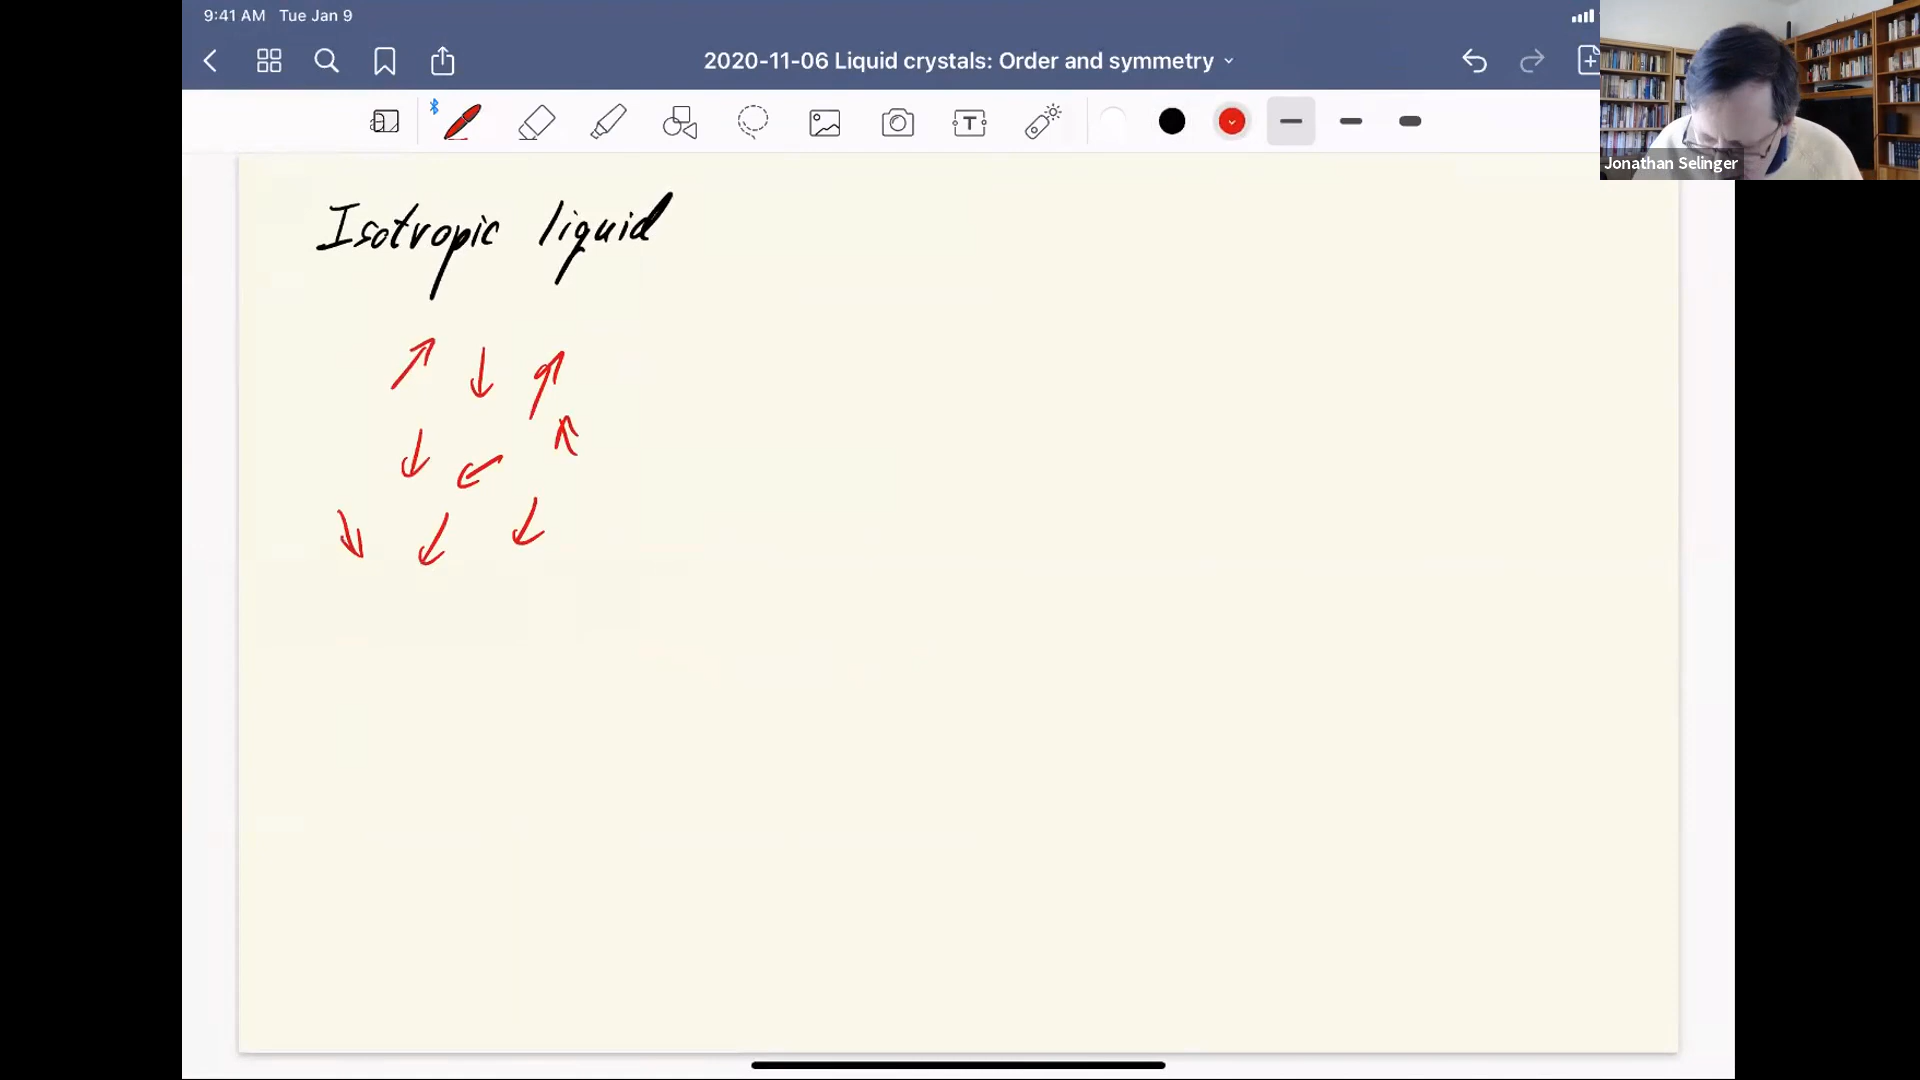 9:41 AM Tue Jan 9
2020-11-06 Liquid crystals: Order and symmetry
Jonathan Selinger
Isotropic liquid